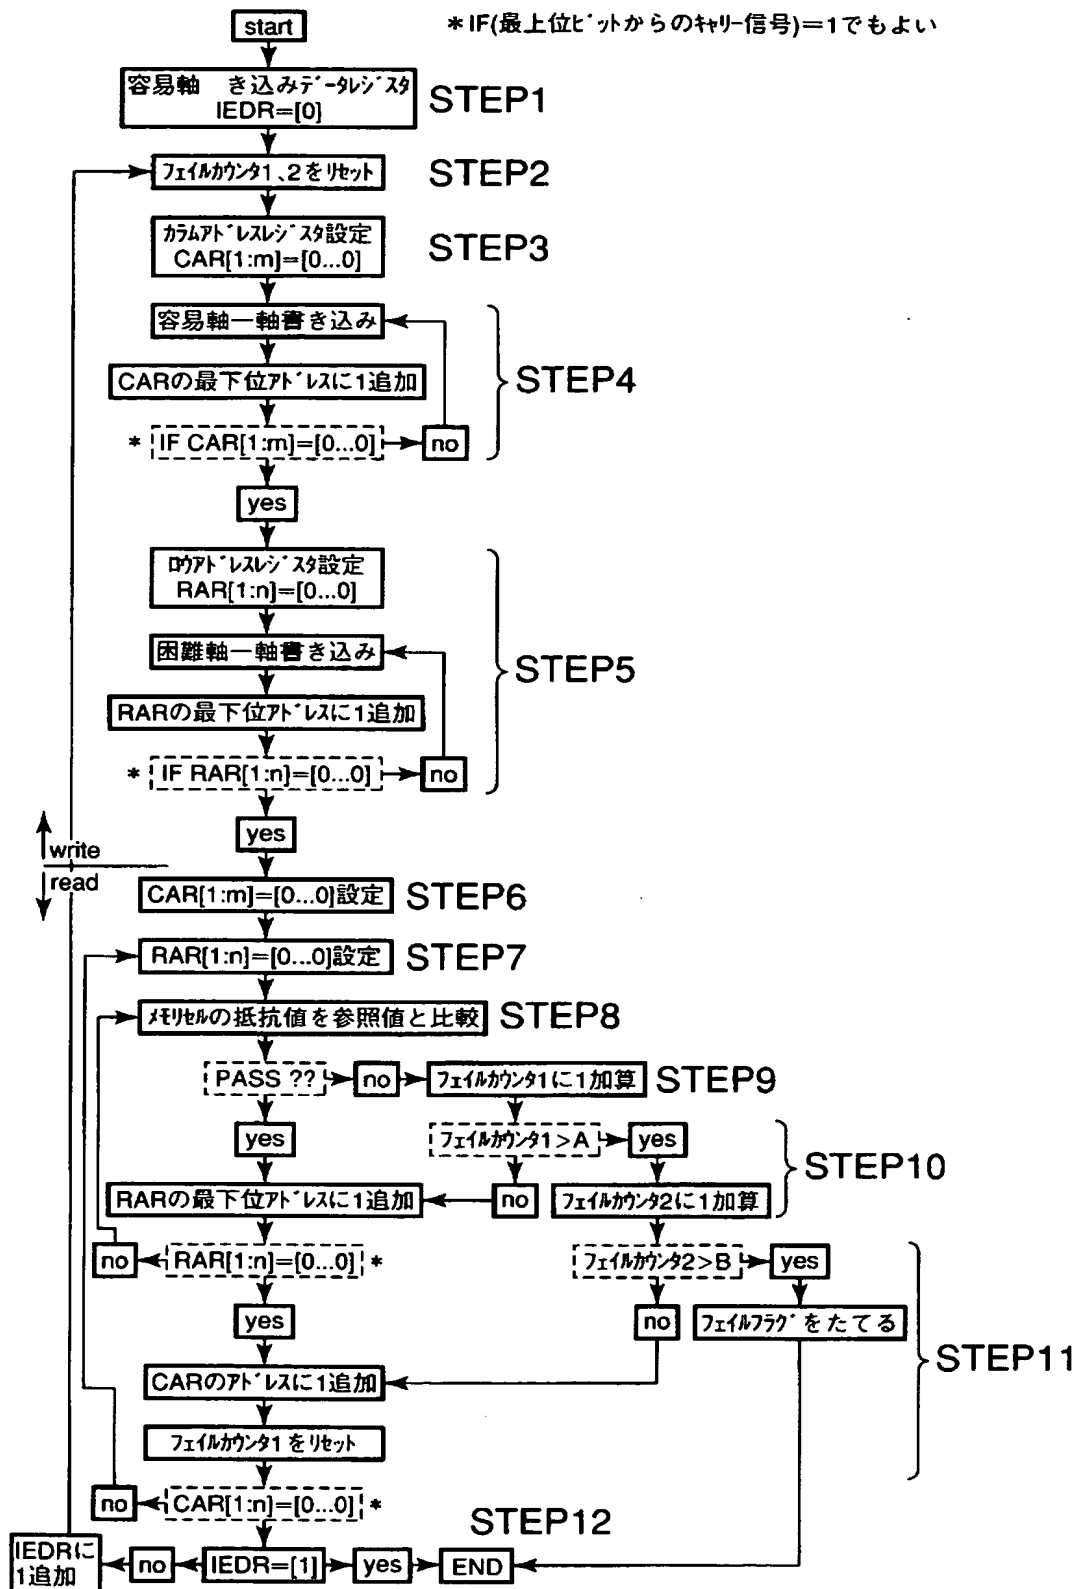 start
*IF(最上位ビットからのキャリー信号)=1でもよい
容易軸 き込みデータレジスタ
IEDR=[0]
STEP1
フェイルカウンタ1、2をリセット
STEP2
カラムアドレスレジスタ設定
CAR[1:m]=[0...0]
STEP3
容易軸一軸書き込み
CARの最下位アドレスに1追加
STEP4
* IF CAR[1:m]=[0...0]
no
yes
ロウアドレスレジスタ設定
RAR[1:n]=[0...0]
困難軸一軸書き込み
STEP5
RARの最下位アドレスに1追加
* IF RAR[1:n]=[0...0]
no
yes
write
read
CAR[1:m]=[0...0]設定
STEP6
RAR[1:n]=[0...0]設定
STEP7
メモリセルの抵抗値を参照値と比較
STEP8
PASS ??
no
フェイルカウンタ1に1加算
STEP9
yes
フェイルカウンタ1>A
yes
STEP10
RARの最下位アドレスに1追加
no
フェイルカウンタ2に1加算
no
RAR[1:n]=[0...0] *
フェイルカウンタ2>B
yes
yes
no
フェイルフラグをたてる
STEP11
CARのアドレスに1追加
フェイルカウンタ1をリセット
no
CAR[1:n]=[0...0] *
STEP12
IEDRに
1追加
no
IEDR=[1]
yes
END